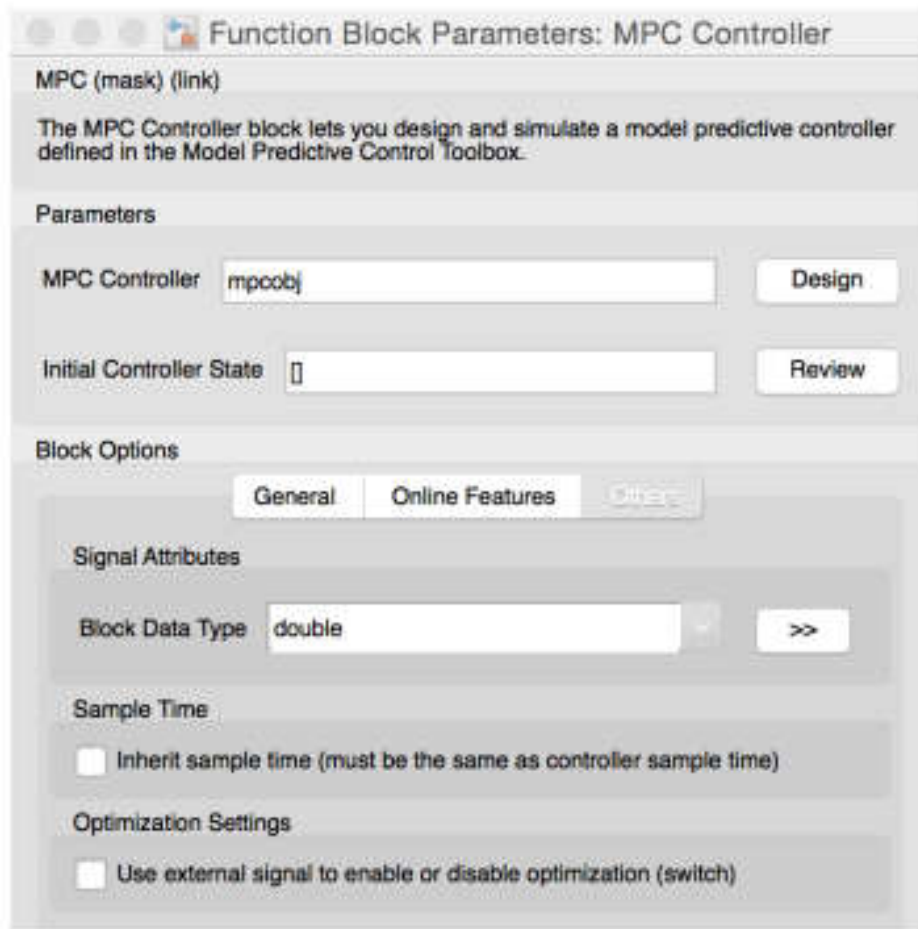 Function Block Parameters: MPC Controller
MPC (mask) (link)
The MPC Controller block lets you design and simulate a model predictive controller
defined in the Model Predictive Control Toolbox.
Parameters
MPC Controller mpcobj Design
Initial Controller State [] Review
Block Options
General Online Features Others
Signal Attributes
Block Data Type double >>
Sample Time
Inherit sample time (must be the same as controller sample time)
Optimization Settings
Use external signal to enable or disable optimization (switch)